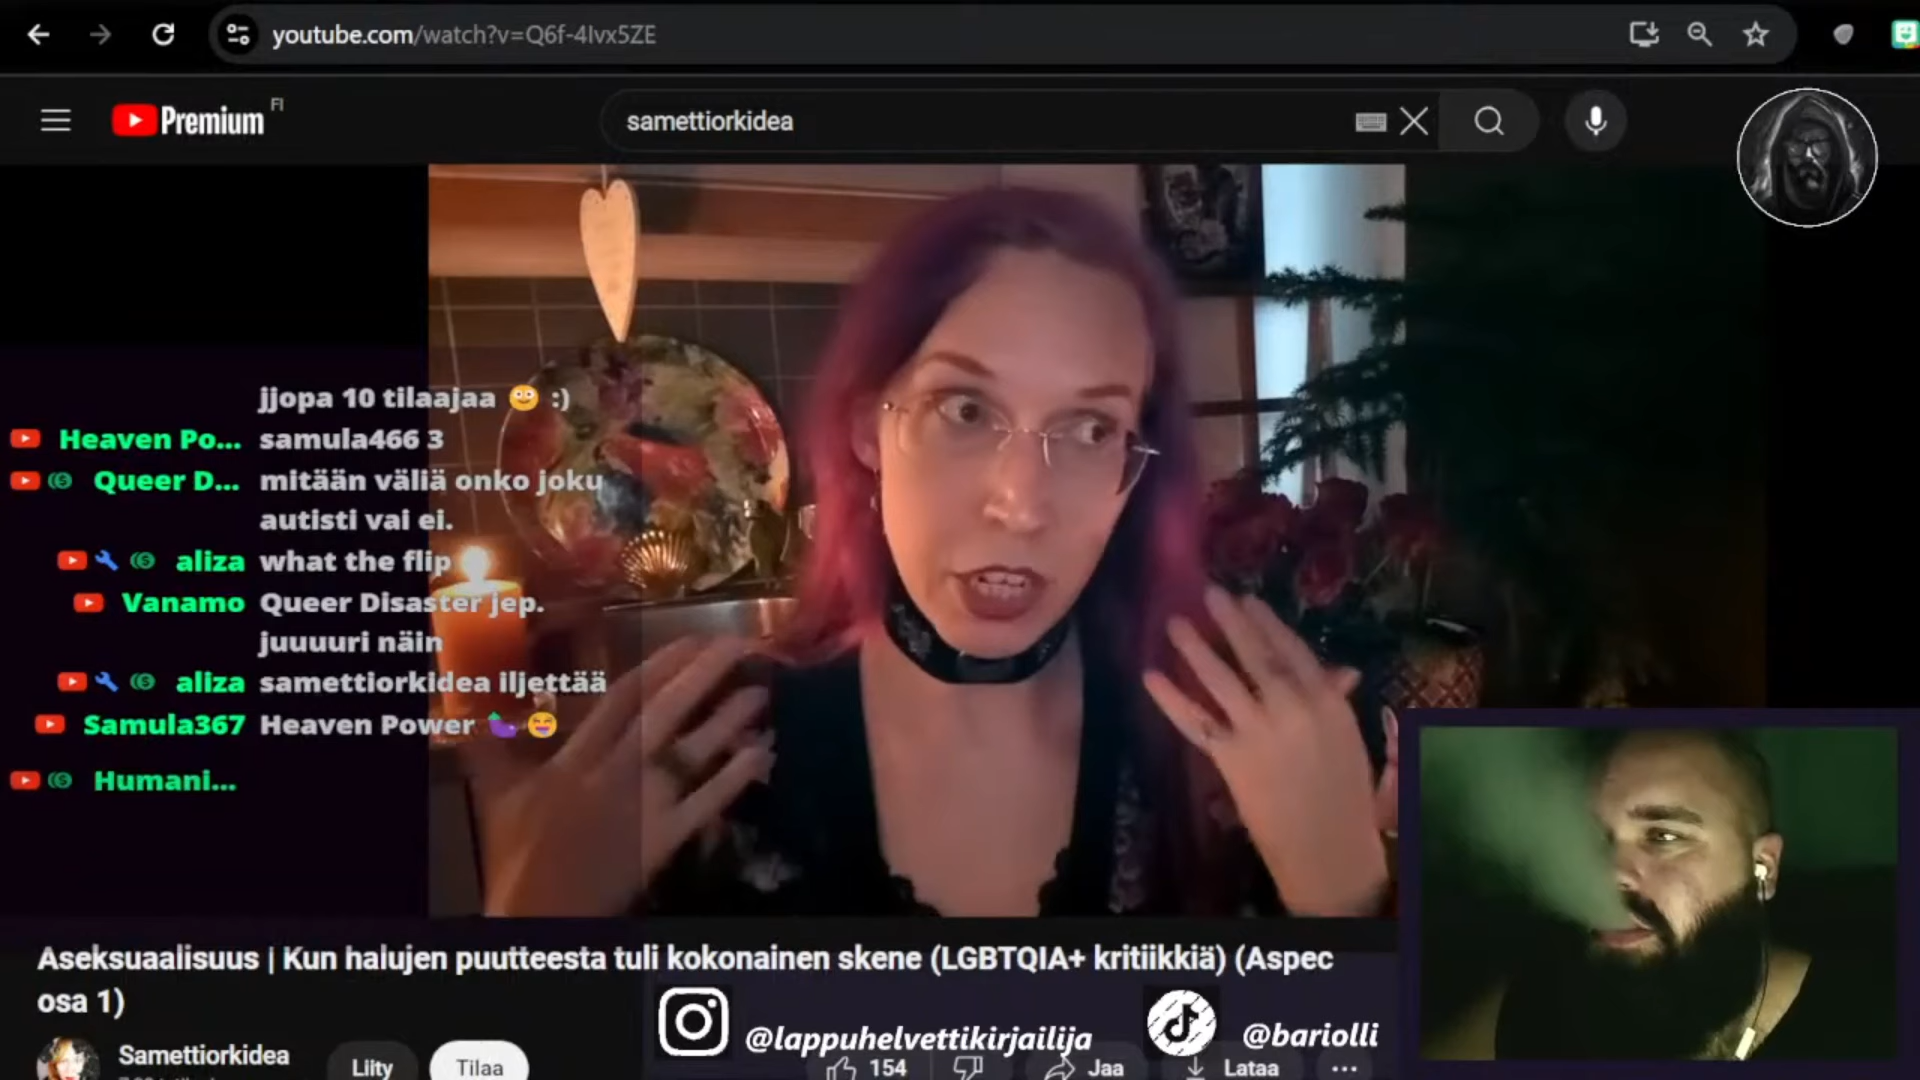 youtube.com/watch?v=Q6f-4lvx5ZE
Premium FI
samettiorkidea
jjopa 10 tilaajaa 🙂 :)
Heaven Po... samula466 3
Queer D... mitään väliä onko joku
autisti vai ei.
aliza what the flip
Vanamo Queer Disaster jep.
juuuuri näin
aliza samettiorkidea iljettää
Samula367 Heaven Power 🍆😄
Humani...
Aseksuaalisuus | Kun halujen puutteesta tuli kokonainen skene (LGBTQIA+ kritiikkiä) (Aspec
osa 1)
@lappuhelvettikirjailija @bariolli
Samettiorkidea
Liity Tilaa 154 Jaa Lataa ...